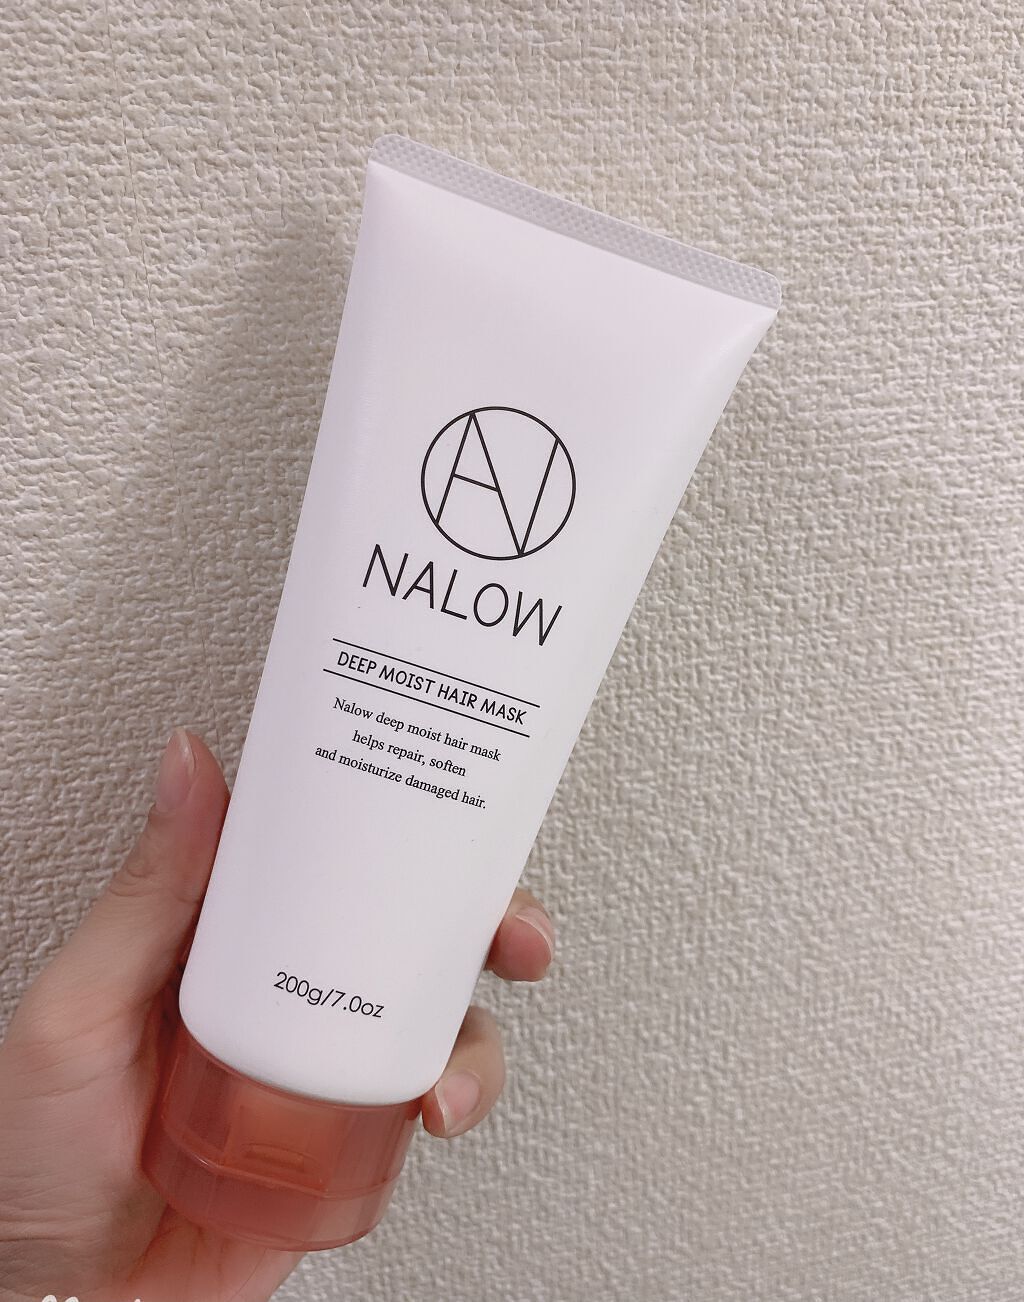 NALOW
DEEP MOIST HAIR MASK
Nalow deep moist hair mask
helps repair, soften
and moisturize damaged hair.
200g/7.0oz